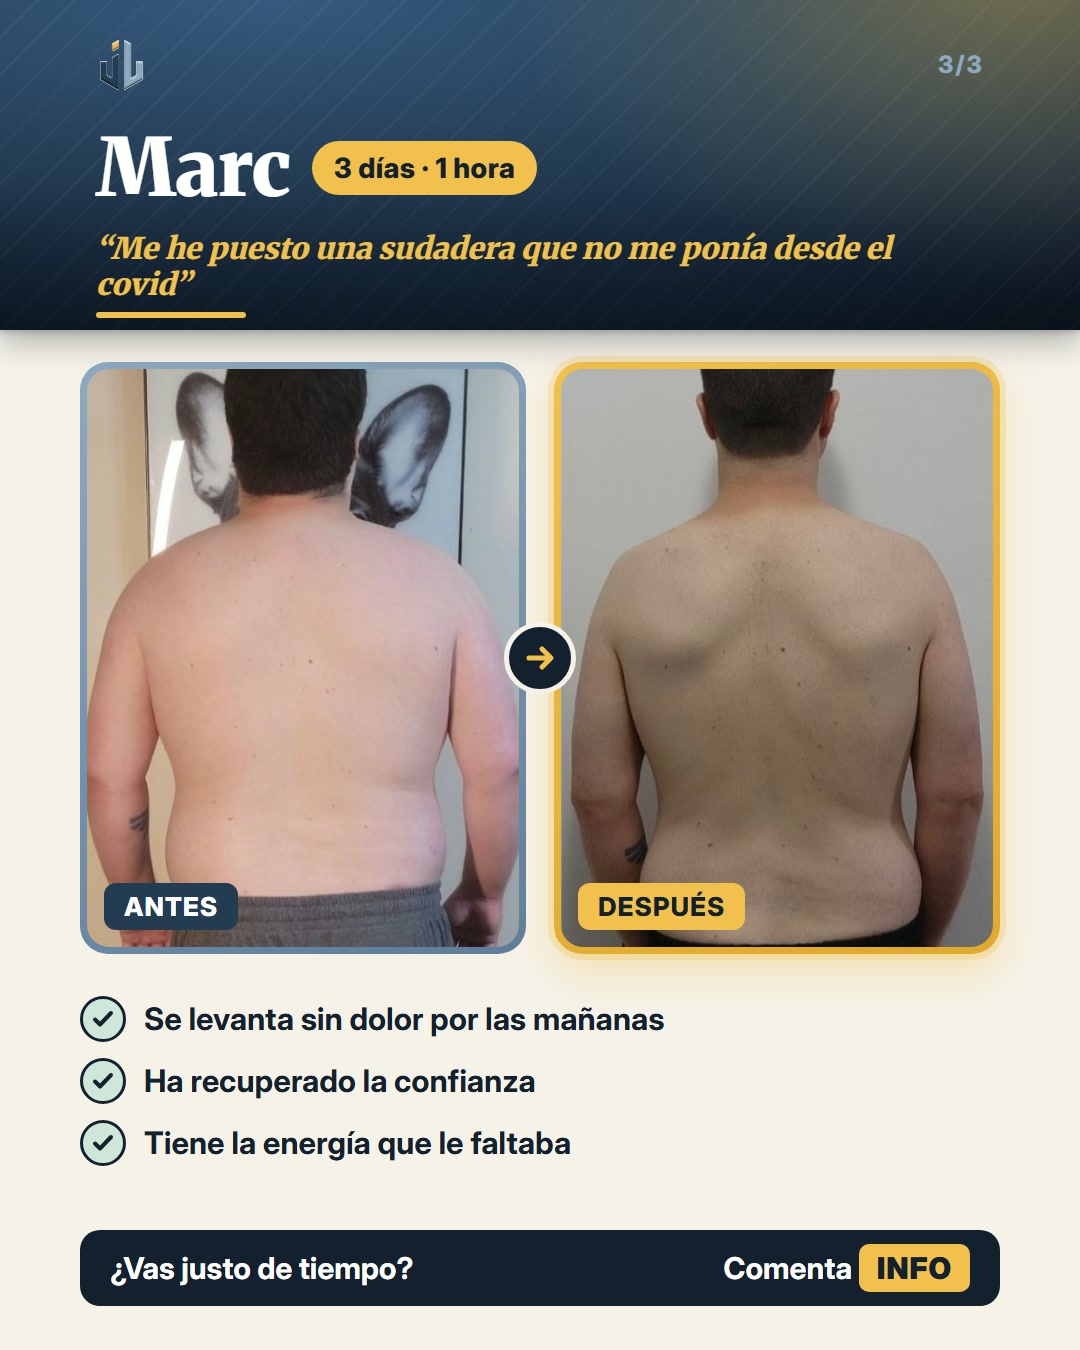 3/3
Marc
3 días · 1 hora
“Me he puesto una sudadera que no me ponía desde el
covid”
ANTES
DESPUÉS
Se levanta sin dolor por las mañanas
Ha recuperado la confianza
Tiene la energía que le faltaba
¿Vas justo de tiempo?
Comenta INFO